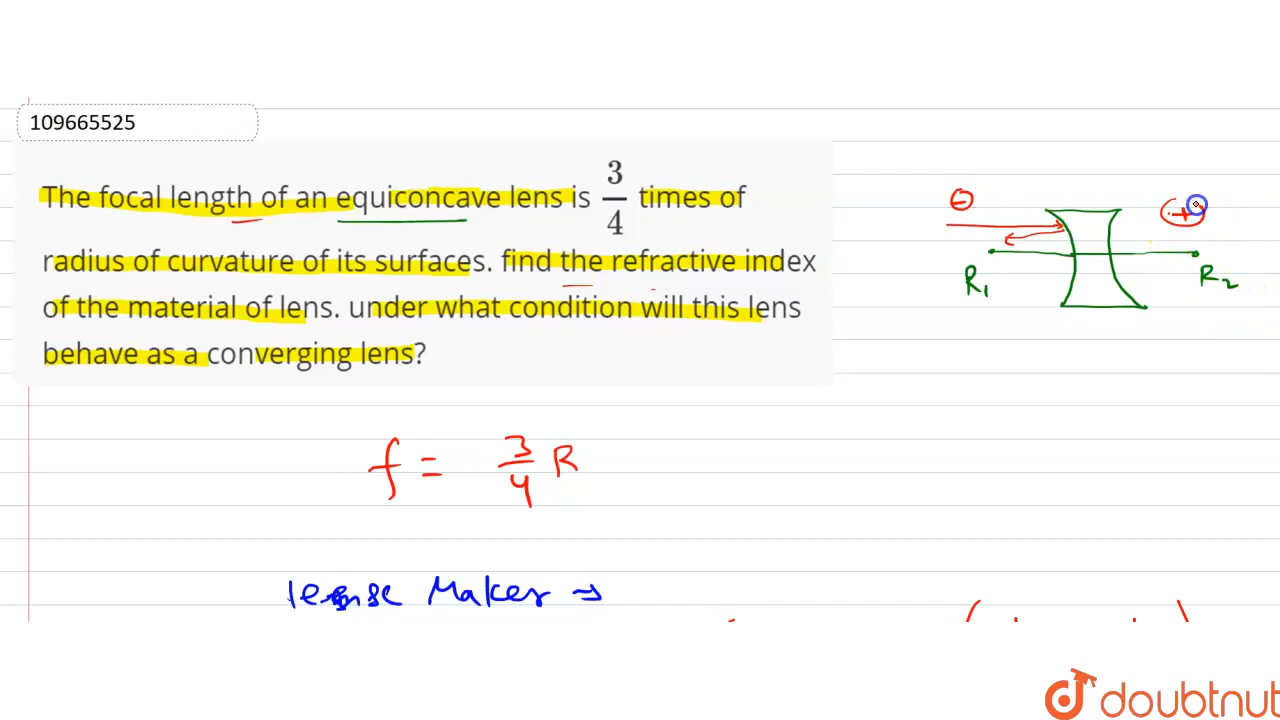 109665525
The focal length of an equiconcave lens is 3/4 times of
radius of curvature of its surfaces. find the refractive index
of the material of lens. under what condition will this lens
behave as a converging lens?
⊖
+
R₁
R₂
f = 3/4 R
Maker →
doubtnut